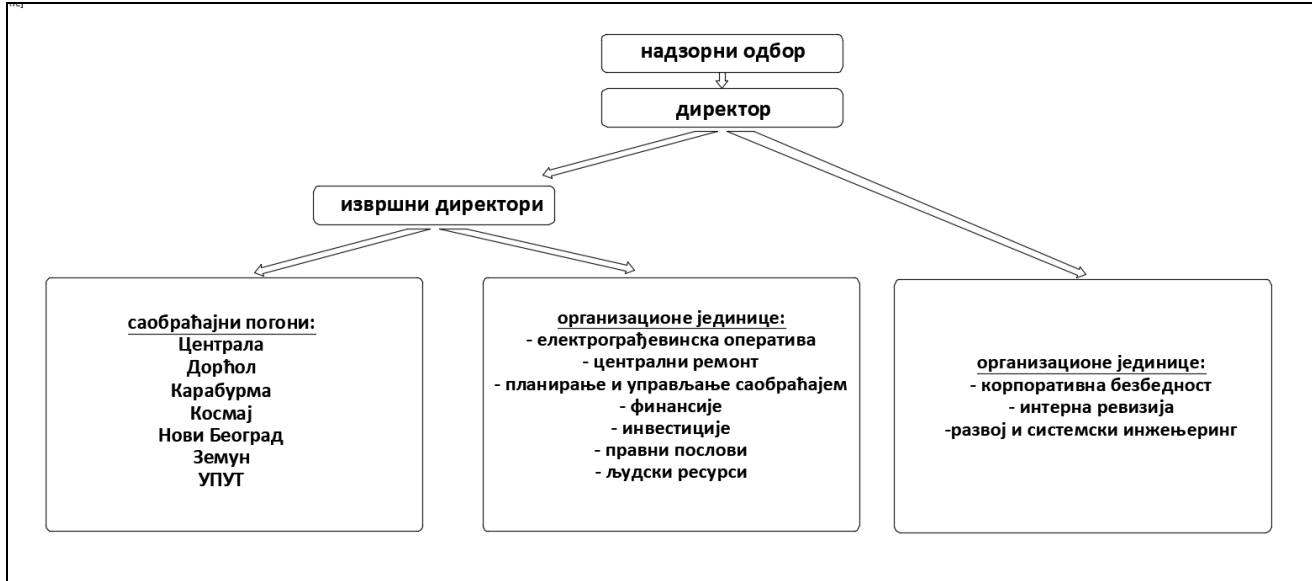 надзорни одбор
директор
извршни директори
саобраћајни погони:
Централа
Дорћол
Карабурма
Космај
Нови Београд
Земун
УПУТ
организационе јединице:
- електрограђевинска оператива
- централни ремонт
- планирање и управљање саобраћајем
- финансије
- инвестиције
- правни послови
- људски ресурси
организационе јединице:
- корпоративна безбедност
- интерна ревизија
-развој и системски инжењеринг